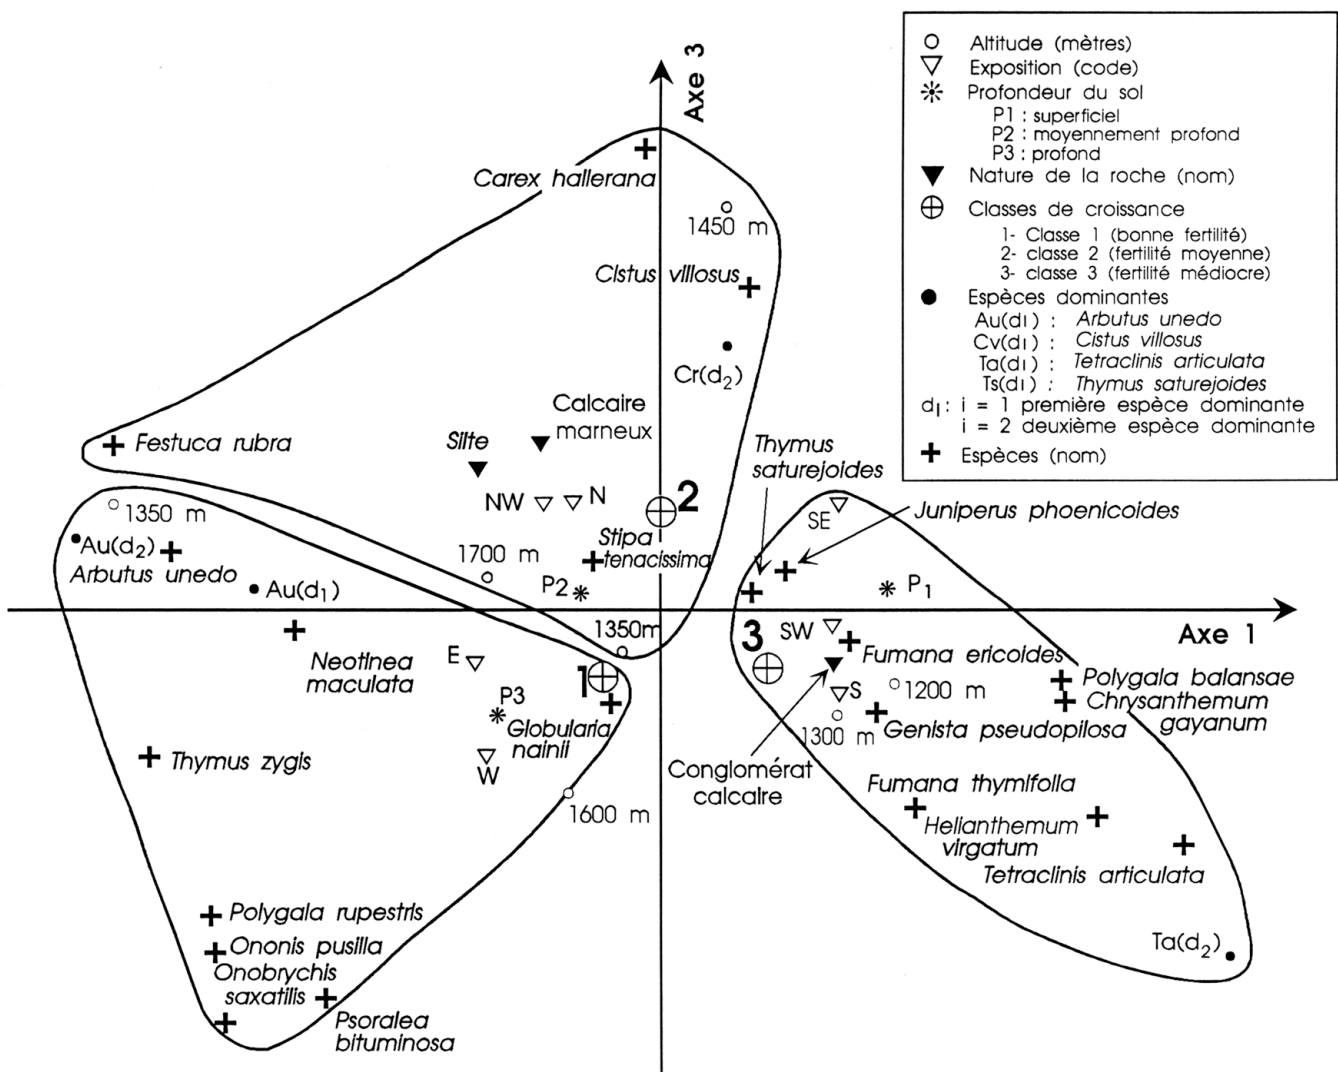 Axe 3
Altitude (mètres)
Exposition (code)
Profondeur du sol
P1 : superficiel
P2 : moyennement profond
P3 : profond
Nature de la roche (nom)
Classes de croissance
1- Classe 1 (bonne fertilité)
2- classe 2 (fertilité moyenne)
3- classe 3 (fertilité médiocre)
Espèces dominantes
Au(dı) : Arbutus unedo
Cv(dı) : Cistus villosus
Ta(dı) : Tetraclinis articulata
Ts(dı) : Thymus saturejoides
dı : i = 1 première espèce dominante
i = 2 deuxième espèce dominante
Espèces (nom)
Carex hallerana
1450 m
Cistus villosus
Cr(d2)
Calcaire
marneux
Silte
Festuca rubra
NW
N
2
1350 m
Au(d2)
Arbutus unedo
Au(d1)
1700 m
Stipa
tenacissima
P2
1350m
Thymus
saturejoides
Juniperus phoenicoides
SE
P1
Axe 1
3
SW
Fumana ericoides
Polygala balansae
Chrysanthemum
gayanum
S
1200 m
1300 m
Genista pseudopilosa
Conglomérat
calcaire
Fumana thymifolia
Helianthemum
virgatum
Tetraclinis articulata
Ta(d2)
Neotinea
maculata
E
1
P3
Globularia
nainii
W
Thymus zygis
1600 m
Polygala rupestris
Ononis pusilla
Onobrychis
saxatilis
Psoralea
bituminosa